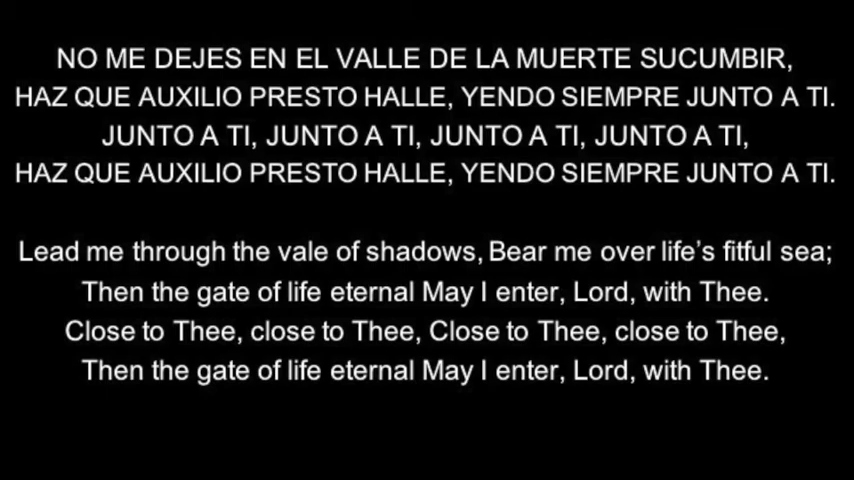 NO ME DEJES EN EL VALLE DE LA MUERTE SUCUMBIR,
HAZ QUE AUXILIO PRESTO HALLE, YENDO SIEMPRE JUNTO A TI.
JUNTO A TI, JUNTO A TI, JUNTO A TI, JUNTO A TI,
HAZ QUE AUXILIO PRESTO HALLE, YENDO SIEMPRE JUNTO A TI.
Lead me through the vale of shadows, Bear me over life's fitful sea;
Then the gate of life eternal May I enter, Lord, with Thee.
Close to Thee, close to Thee, Close to Thee, close to Thee,
Then the gate of life eternal May I enter, Lord, with Thee.